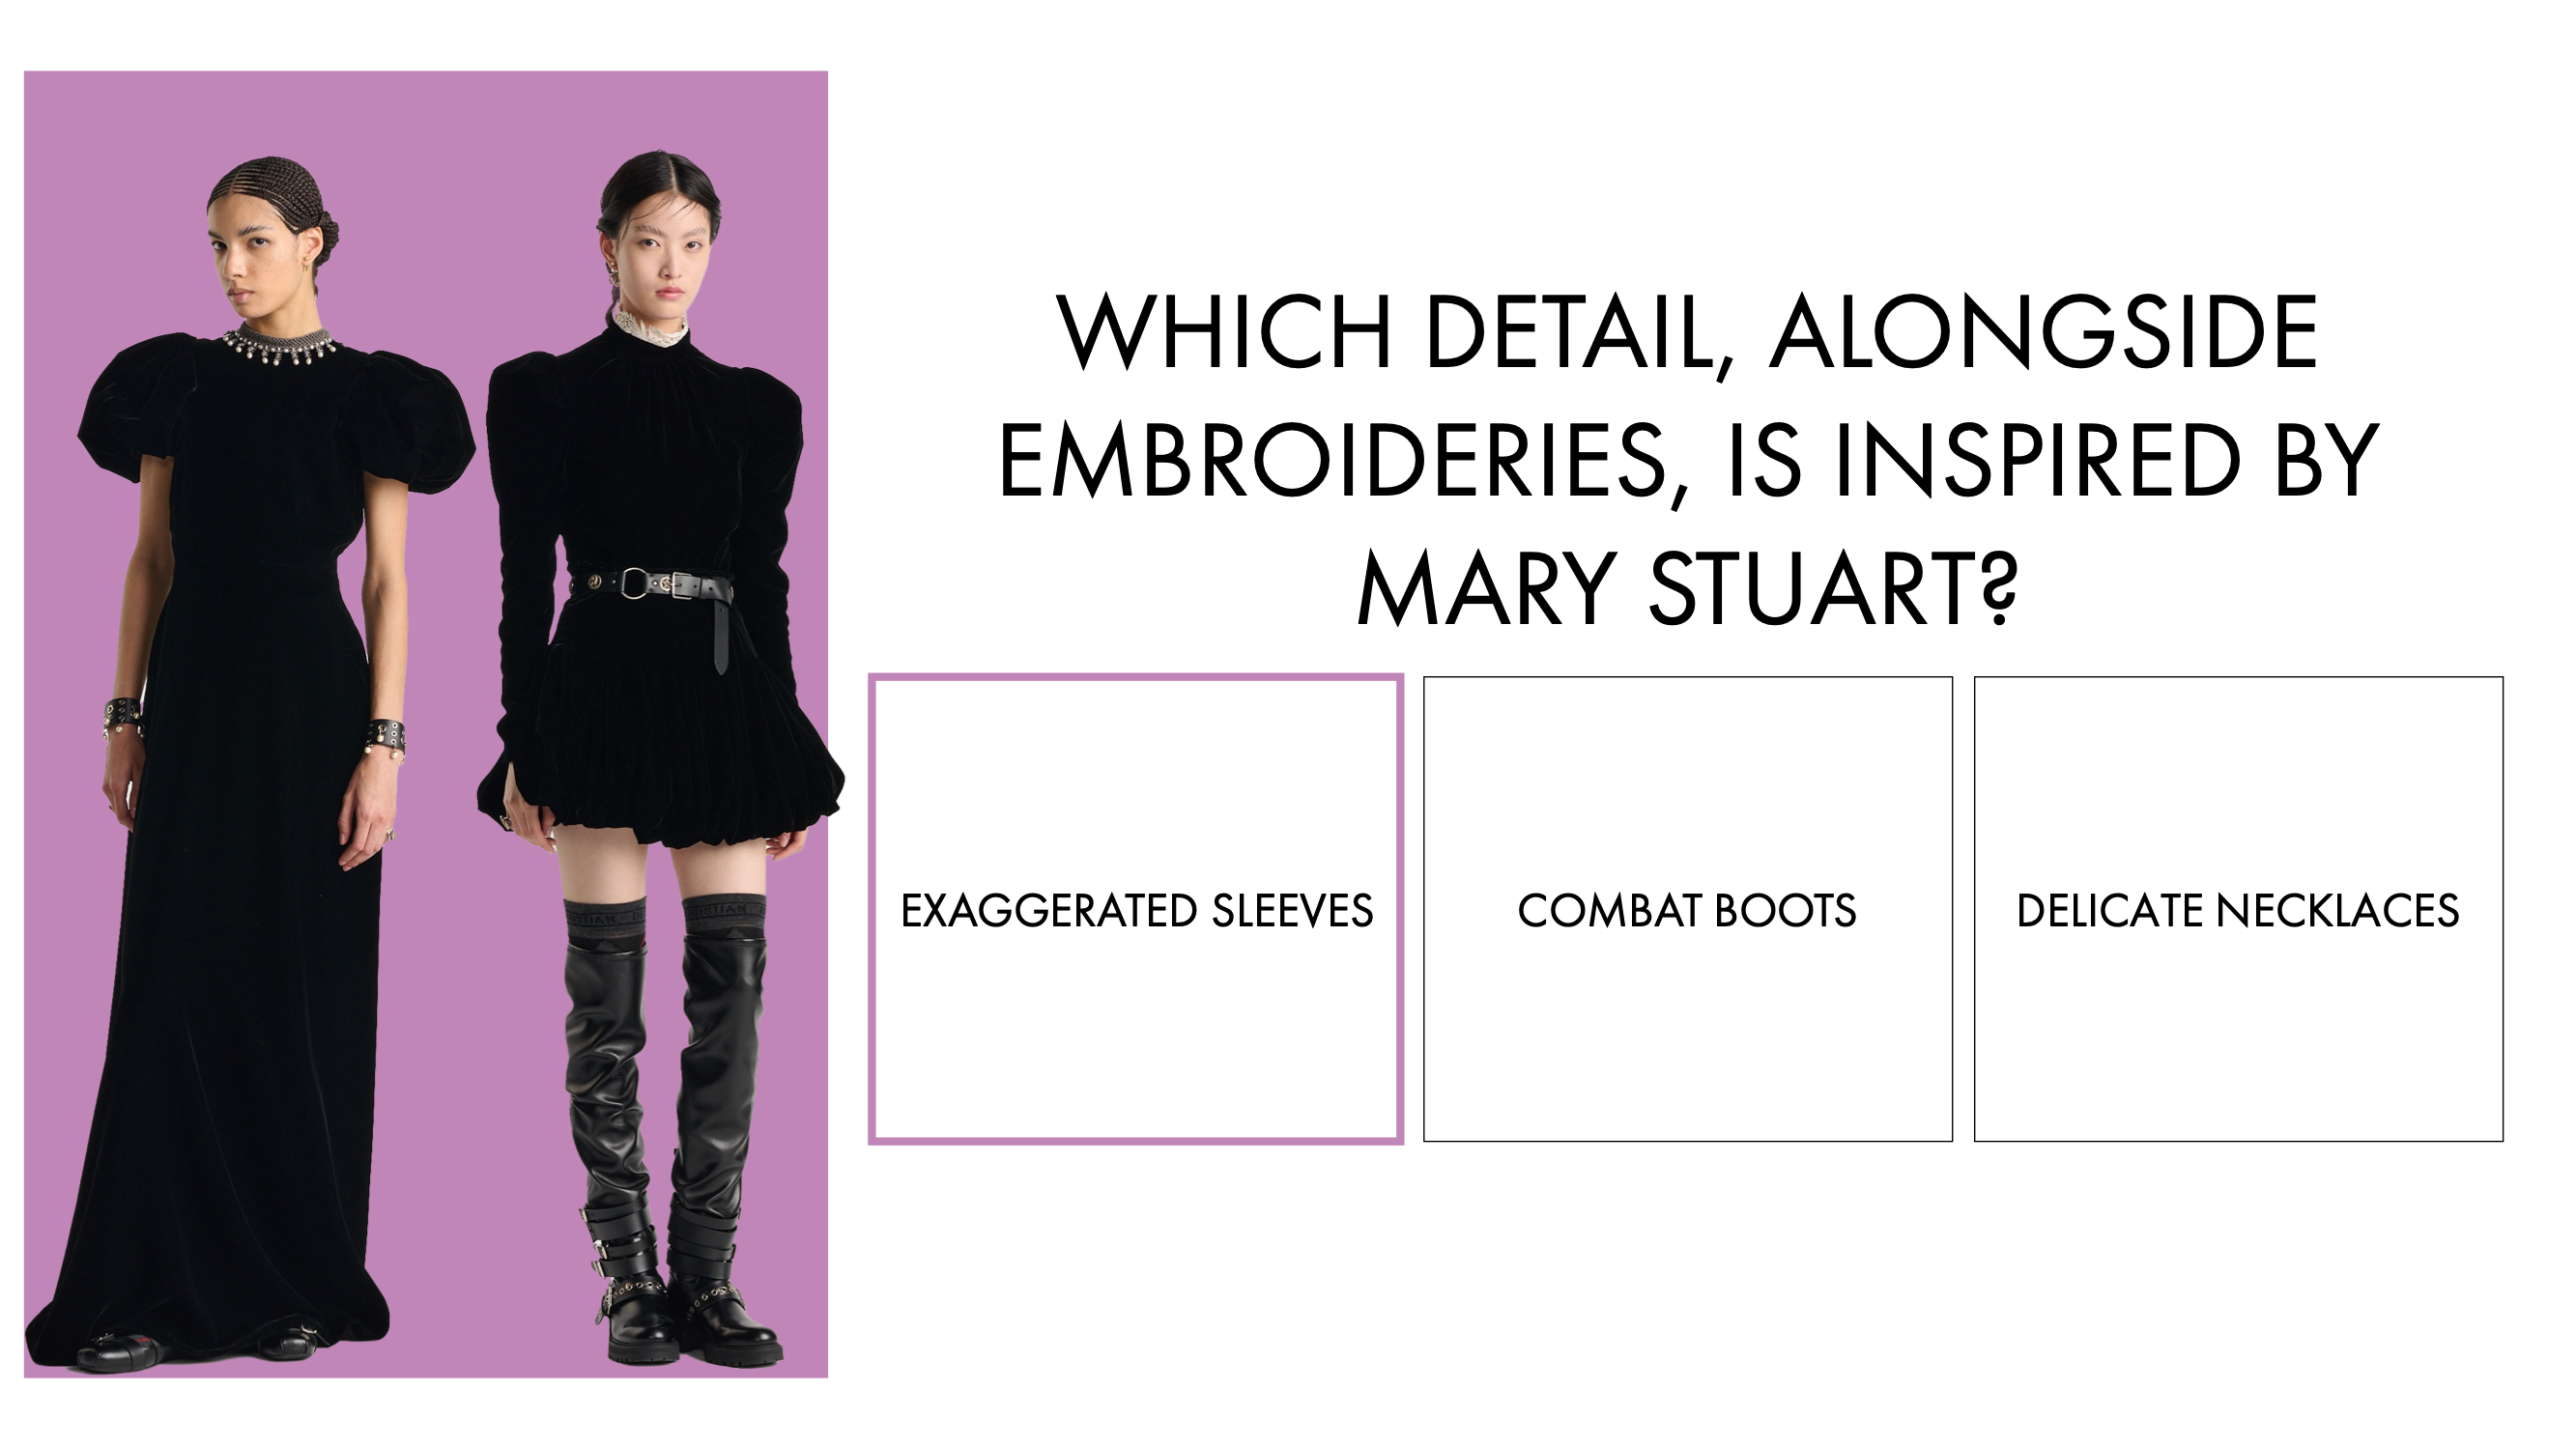 WHICH DETAIL, ALONGSIDE
EMBROIDERIES, IS INSPIRED BY
MARY STUART?
EXAGGERATED SLEEVES
COMBAT BOOTS
DELICATE NECKLACES